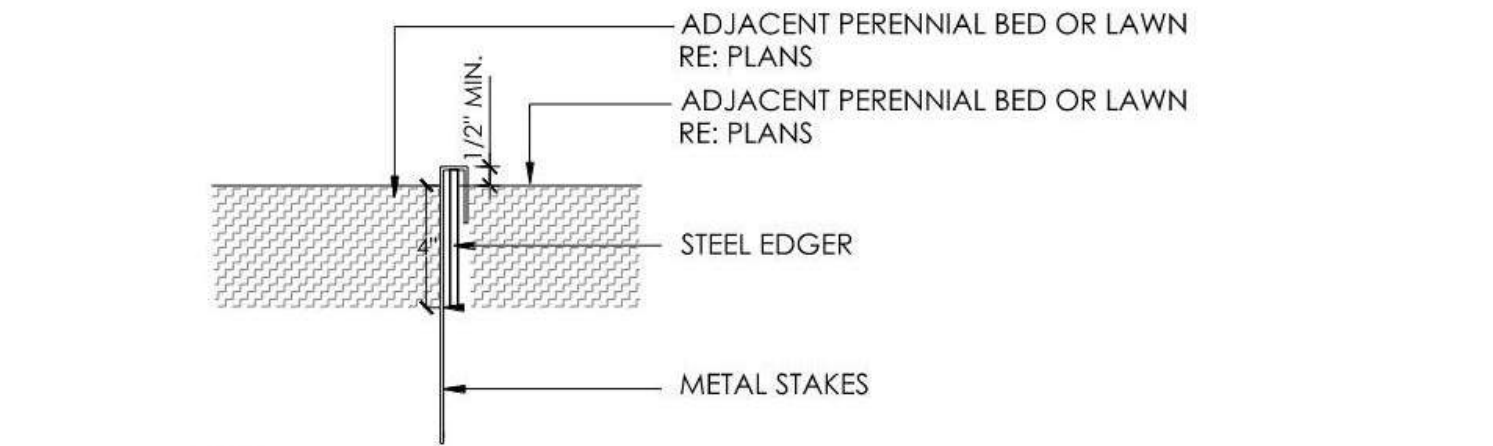 ADJACENT PERENNIAL BED OR LAWN
RE: PLANS
1/2" MIN.
ADJACENT PERENNIAL BED OR LAWN
RE: PLANS
4"
STEEL EDGER
METAL STAKES